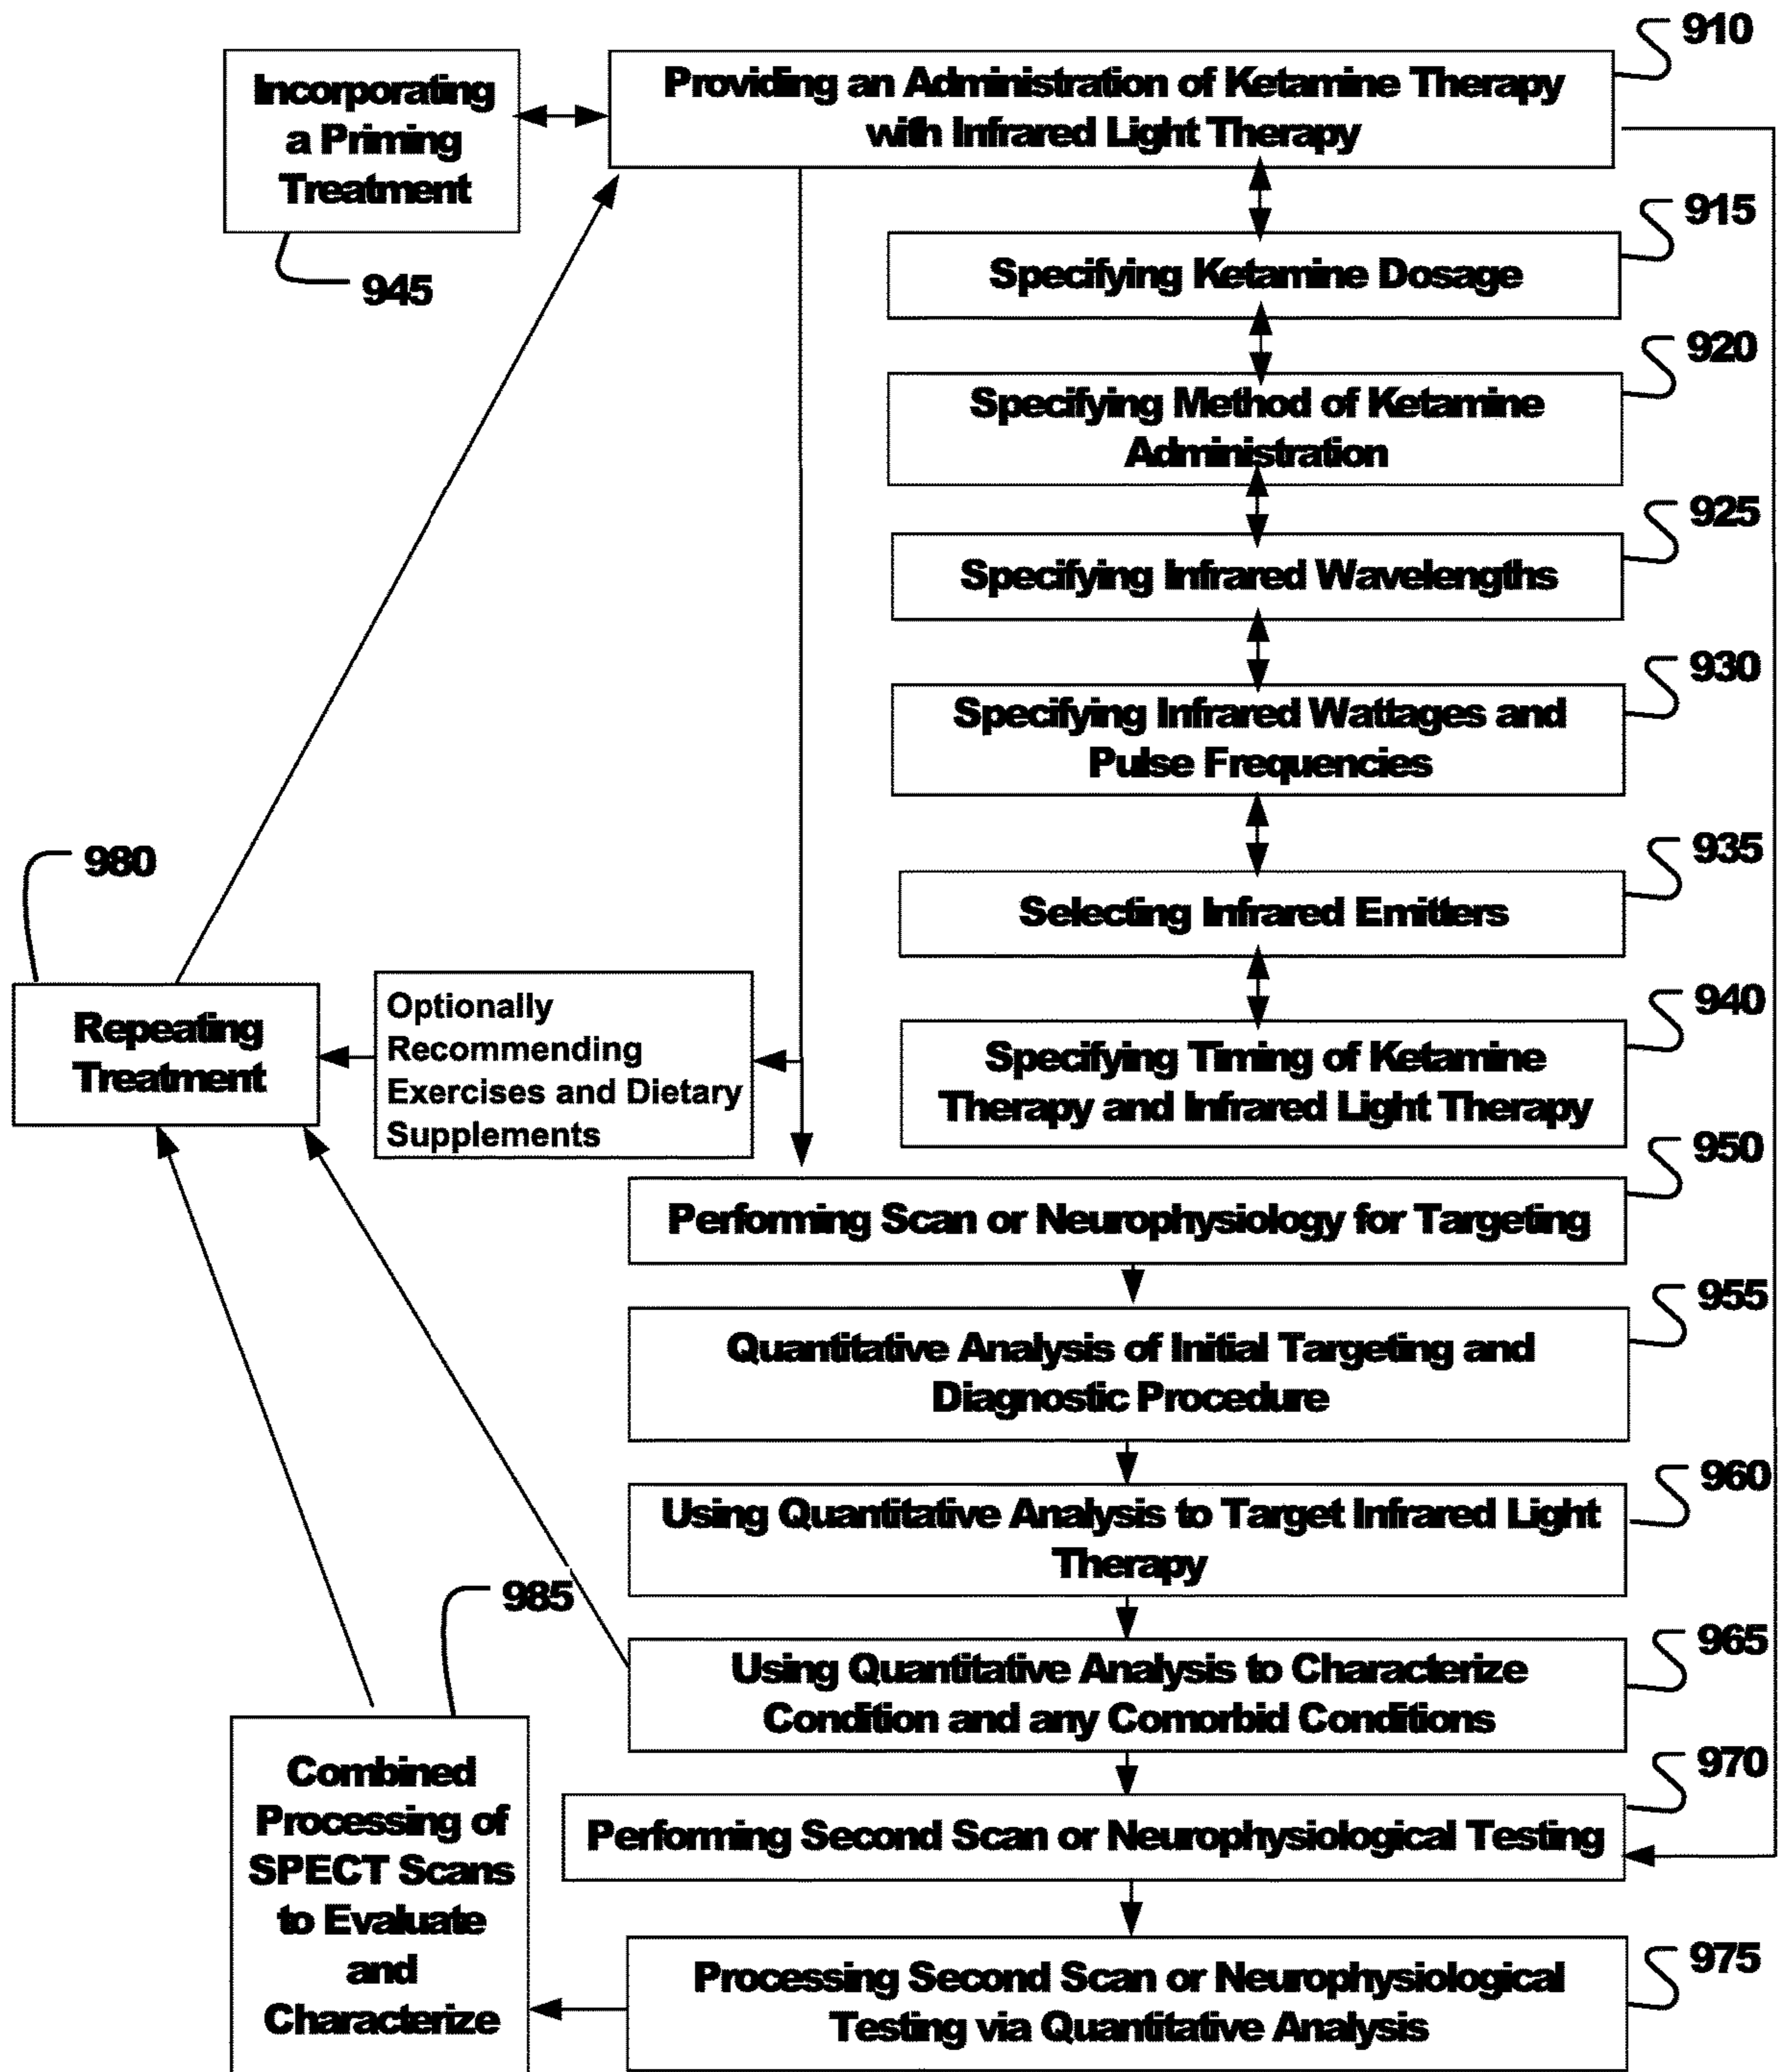 910
Providing an Administration of Ketamine Therapy
with Infrared Light Therapy
Incorporating
a Priming
Treatment
945
915
Specifying Ketamine Dosage
920
Specifying Method of Ketamine
Administration
925
Specifying Infrared Wavelengths
930
Specifying Infrared Wattages and
Pulse Frequencies
935
Selecting Infrared Emitters
940
Specifying Timing of Ketamine
Therapy and Infrared Light Therapy
980
Repeating
Treatment
Optionally
Recommending
Exercises and Dietary
Supplements
950
Performing Scan or Neurophysiology for Targeting
955
Quantitative Analysis of Initial Targeting and
Diagnostic Procedure
960
Using Quantitative Analysis to Target Infrared Light
Therapy
965
Using Quantitative Analysis to Characterize
Condition and any Comorbid Conditions
970
Performing Second Scan or Neurophysiological Testing
975
Processing Second Scan or Neurophysiological
Testing via Quantitative Analysis
985
Combined
Processing of
SPECT Scans
to Evaluate
and
Characterize